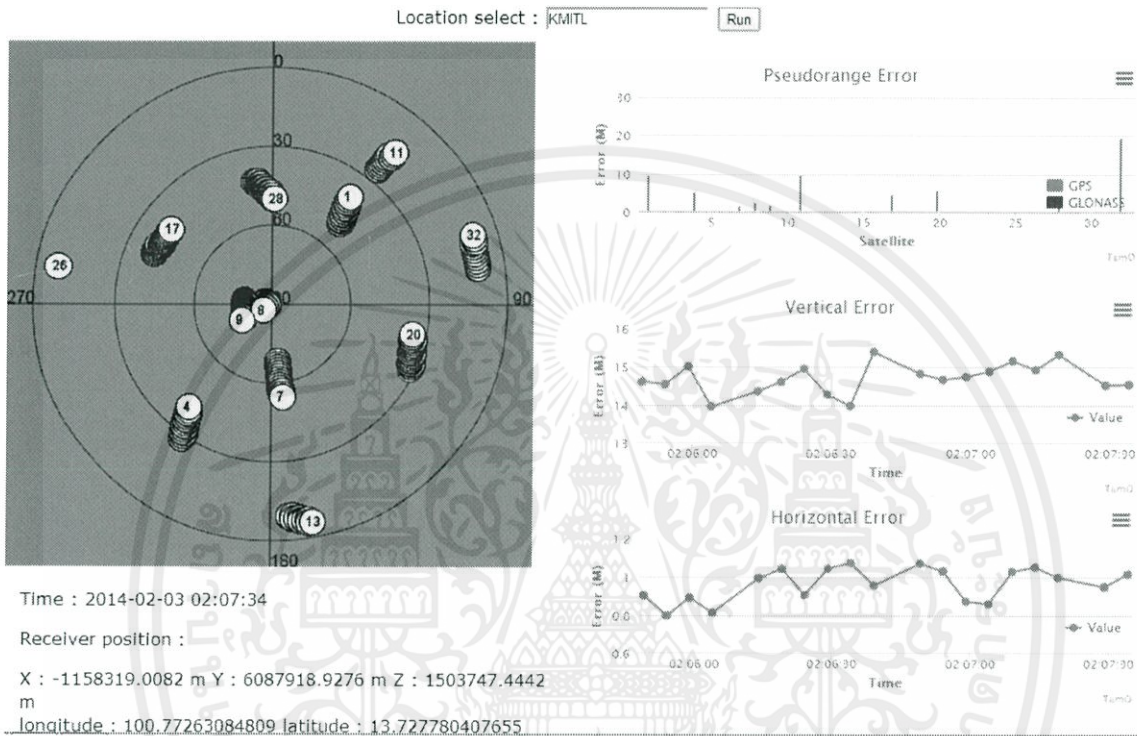 Location select : KMITL Run
0
30
60
90
270
90
180
11
1
28
17
32
26
9
8
20
7
4
13
Time : 2014-02-03 02:07:34
Receiver position :
X : -1158319.0082 m Y : 6087918.9276 m Z : 1503747.4442
m
longitude : 100.77263084809 latitude : 13.727780407655
Pseudorange Error
Error (M)
30
20
10
0
5
10
15
20
25
30
GPS
GLONASS
Satellite
Vertical Error
Error (M)
16
15
14
13
Value
02:06:00
02:06:30
02:07:00
02:07:30
Time
Horizontal Error
Error (M)
1.2
1
0.8
0.6
Value
02:06:00
02:06:30
02:07:00
02:07:30
Time